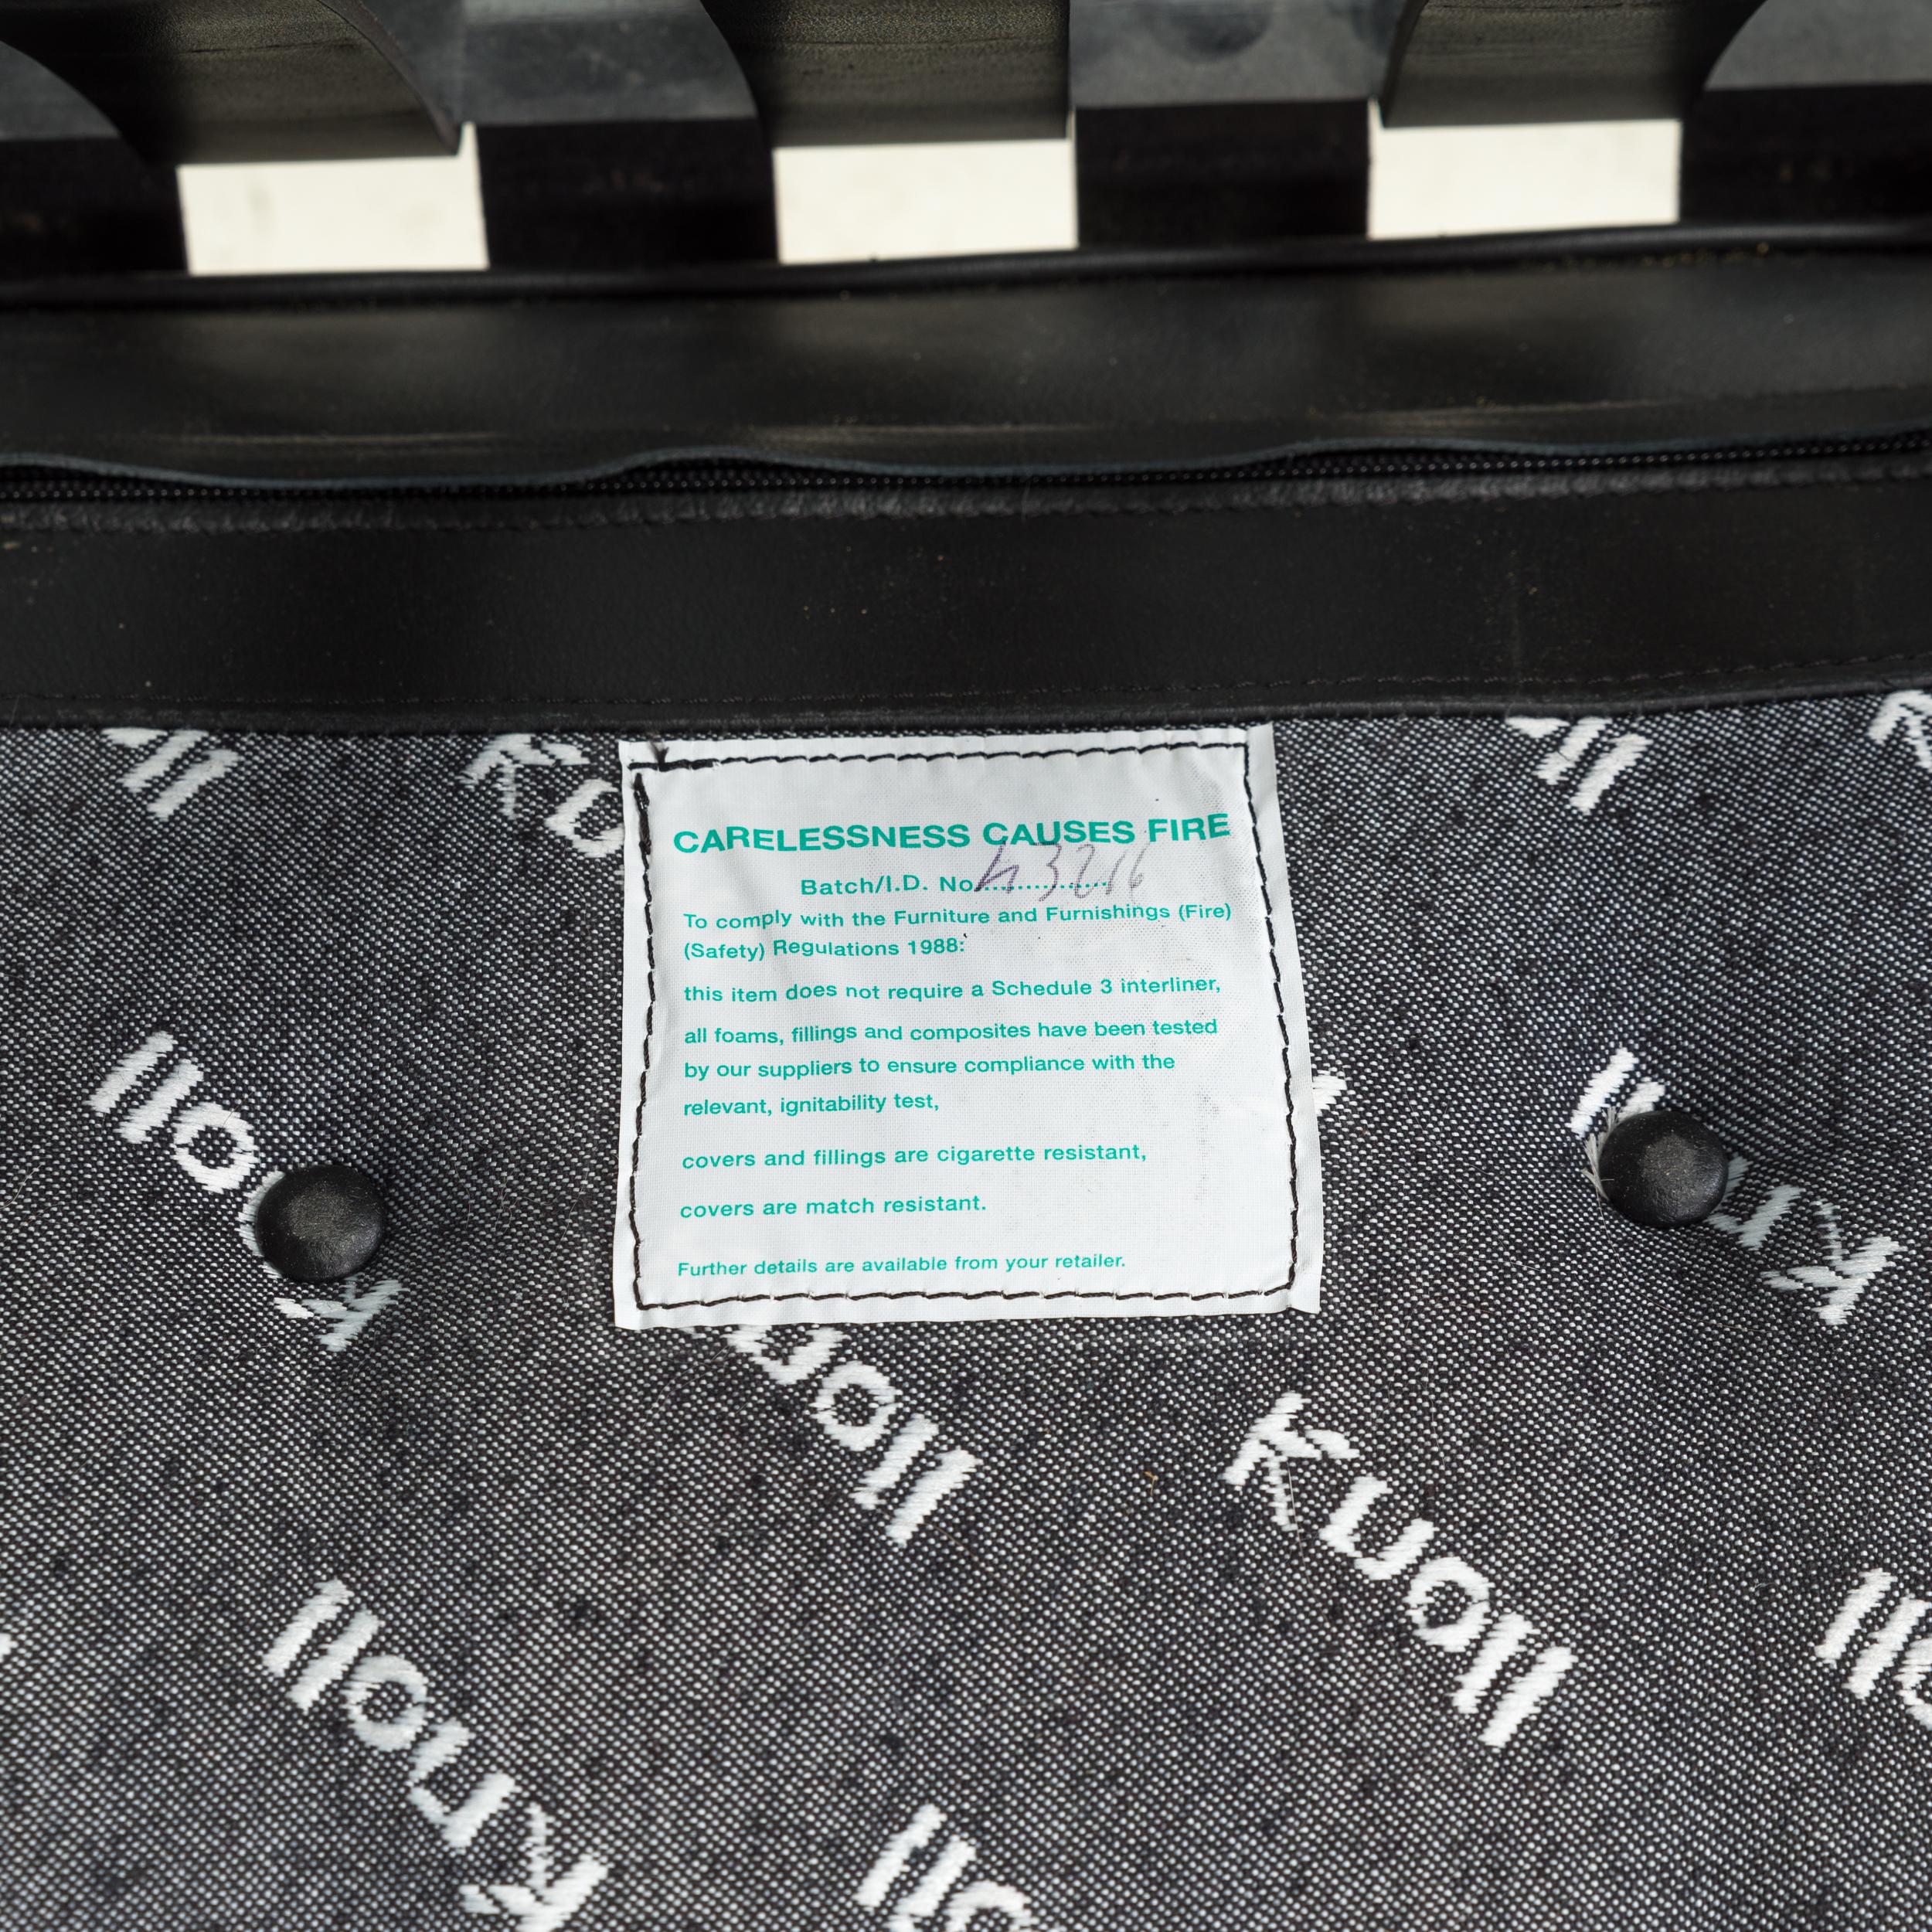 CARELESSNESS CAUSES FIRE
Batch/I.D. No. 43216
To comply with the Furniture and Furnishings (Fire)
(Safety) Regulations 1988:
this item does not require a Schedule 3 interliner,
all foams, fillings and composites have been tested
by our suppliers to ensure compliance with the
relevant, ignitability test,
covers and fillings are cigarette resistant,
covers are match resistant.
Further details are available from your retailer.
Knoll
Knoll
Knoll